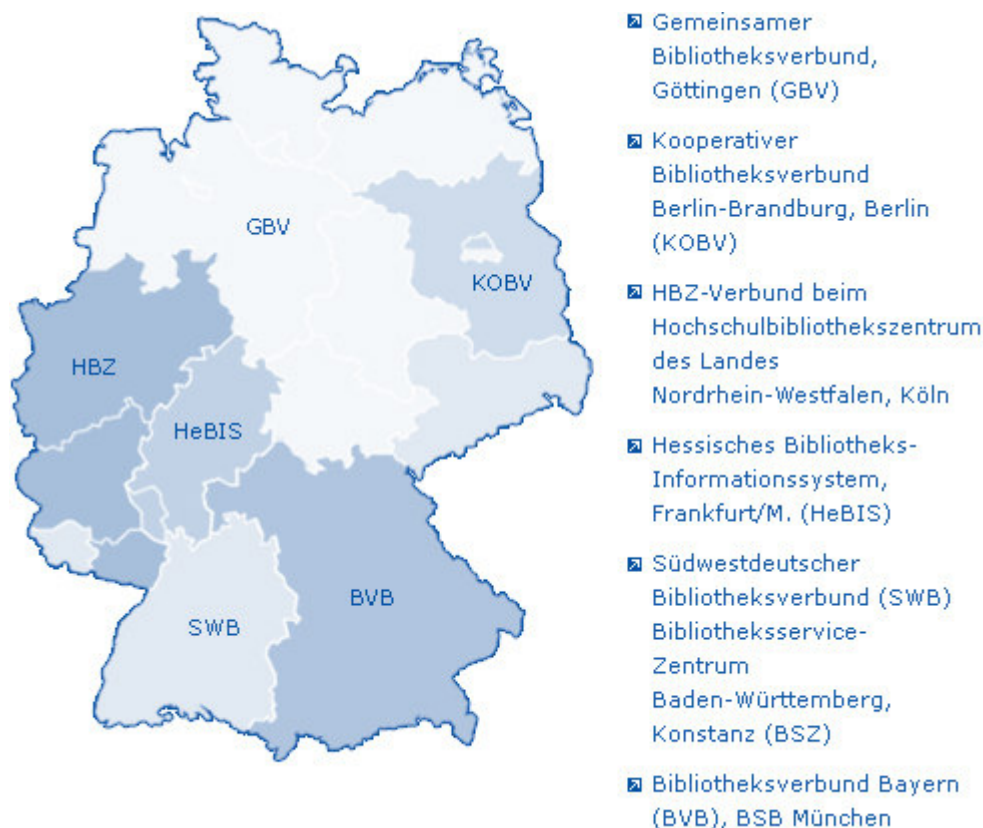 GBV
KOBV
HBZ
HeBIS
BVB
SWB
Gemeinsamer
Bibliotheksverbund,
Göttingen (GBV)
Kooperativer
Bibliotheksverbund
Berlin-Brandburg, Berlin
(KOBV)
HBZ-Verbund beim
Hochschulbibliothekszentrum
des Landes
Nordrhein-Westfalen, Köln
Hessisches Bibliotheks-
Informationssystem,
Frankfurt/M. (HeBIS)
Südwestdeutscher
Bibliotheksverbund (SWB)
Bibliotheksservice-
Zentrum
Baden-Württemberg,
Konstanz (BSZ)
Bibliotheksverbund Bayern
(BVB), BSB München